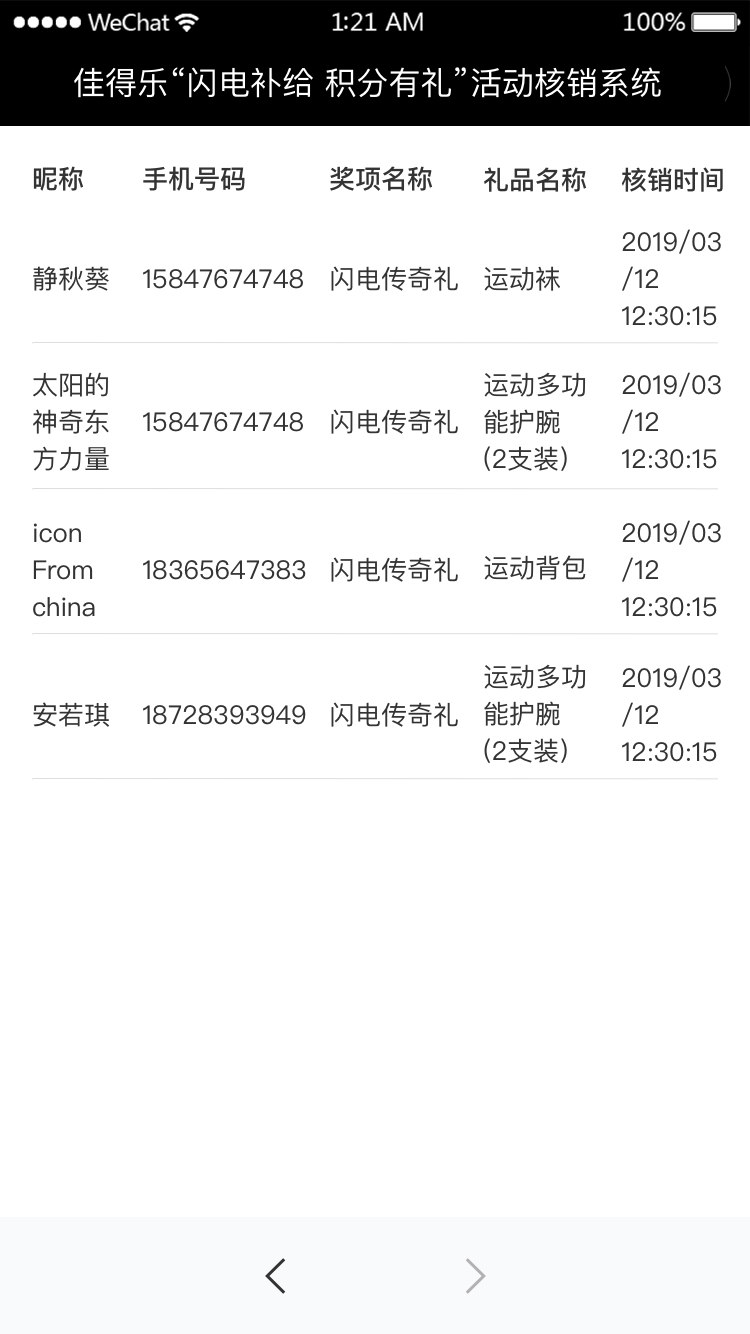 WeChat 1:21 AM 100%
佳得乐“闪电补给 积分有礼”活动核销系统
昵称 手机号码 奖项名称 礼品名称 核销时间
静秋葵 15847674748 闪电传奇礼 运动袜 2019/03
/12
12:30:15
太阳的
神奇东
方力量
15847674748
闪电传奇礼
运动多功
能护腕
(2支装)
2019/03
/12
12:30:15
icon
From
china
18365647383
闪电传奇礼
运动背包
2019/03
/12
12:30:15
安若琪
18728393949
闪电传奇礼
运动多功
能护腕
(2支装)
2019/03
/12
12:30:15